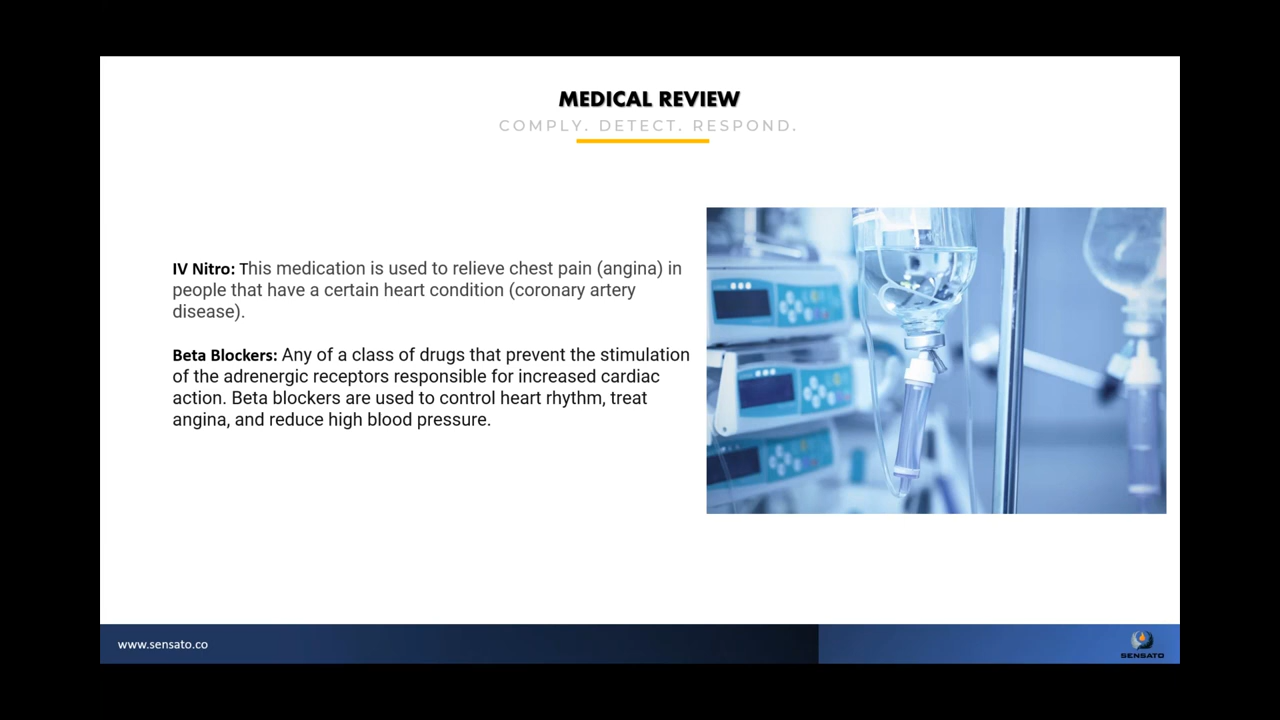 MEDICAL REVIEW
COMPLY. DETECT. RESPOND.
IV Nitro: This medication is used to relieve chest pain (angina) in
people that have a certain heart condition (coronary artery
disease).
Beta Blockers: Any of a class of drugs that prevent the stimulation
of the adrenergic receptors responsible for increased cardiac
action. Beta blockers are used to control heart rhythm, treat
angina, and reduce high blood pressure.
www.sensato.co
SENSATO